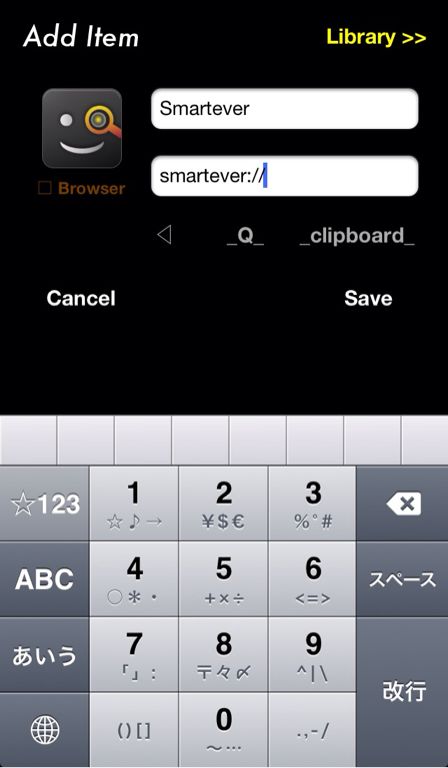 Add Item
Library >>
Smartever
☐ Browser
smartever://
_Q_
_clipboard_
Cancel
Save
☆123
1
☆♪→
2
¥$€
3
%°#
ABC
4
○*・
5
+×÷
6
<=>
スペース
あいう
7
「」:
8
〒々〆
9
^|\
改行
()[]
0
~…
.,-/